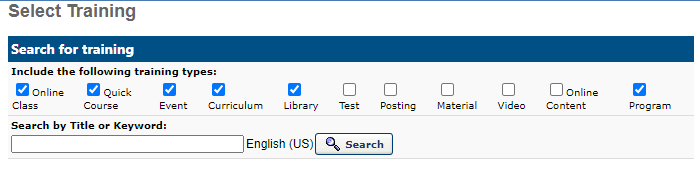 Select Training
Search for training
Include the following training types:
Online Quick Online
Class Course Event Curriculum Library Test Posting Material Video Content Program
Search by Title or Keyword:
English (US) Search